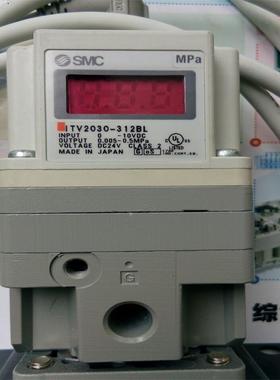 SMC
MPa
ITV2030-312BL
INPUT 0 -10VDC
OUTPUT 0.005-0.5MPa
VOLTAGE DC24V CLASS 2
MADE IN JAPAN
G
综